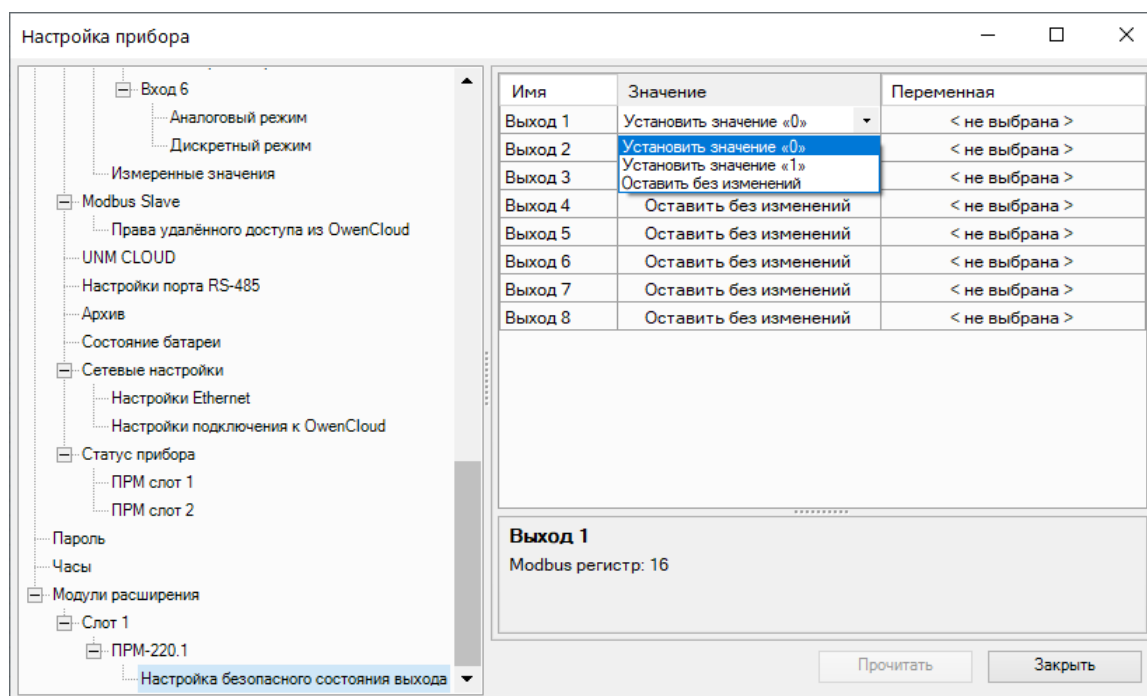 Настройка прибора
Вход 6
Аналоговый режим
Дискретный режим
Измеренные значения
Modbus Slave
Права удалённого доступа из OwenCloud
UNM CLOUD
Настройки порта RS-485
Архив
Состояние батареи
Сетевые настройки
Настройки Ethernet
Настройки подключения к OwenCloud
Статус прибора
ПРМ слот 1
ПРМ слот 2
Пароль
Часы
Модули расширения
Слот 1
ПРМ-220.1
Настройка безопасного состояния выхода
Имя Значение Переменная
Выход 1 Установить значение «0» < не выбрана >
Выход 2 Установить значение «0» < не выбрана >
Установить значение «1»
Выход 3 Оставить без изменений < не выбрана >
Выход 4 Оставить без изменений < не выбрана >
Выход 5 Оставить без изменений < не выбрана >
Выход 6 Оставить без изменений < не выбрана >
Выход 7 Оставить без изменений < не выбрана >
Выход 8 Оставить без изменений < не выбрана >
Выход 1
Modbus регистр: 16
Прочитать Закрыть